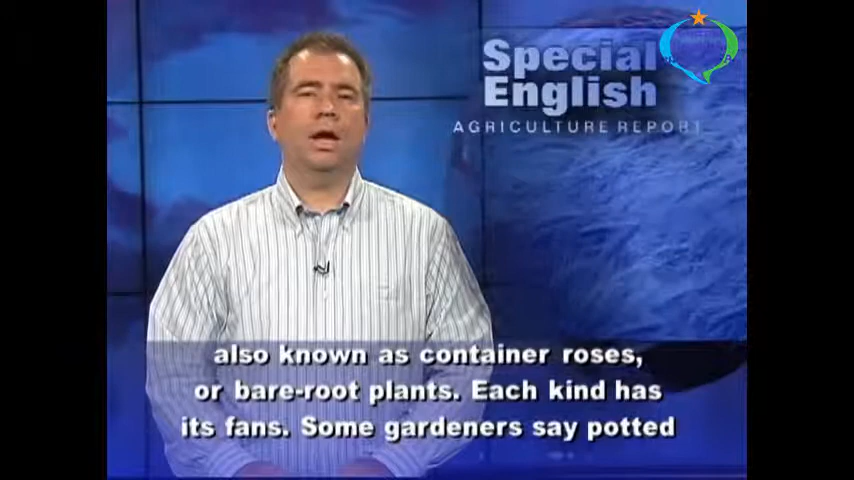 Special
English
AGRICULTURE REPORT
also known as container roses,
or bare-root plants. Each kind has
its fans. Some gardeners say potted